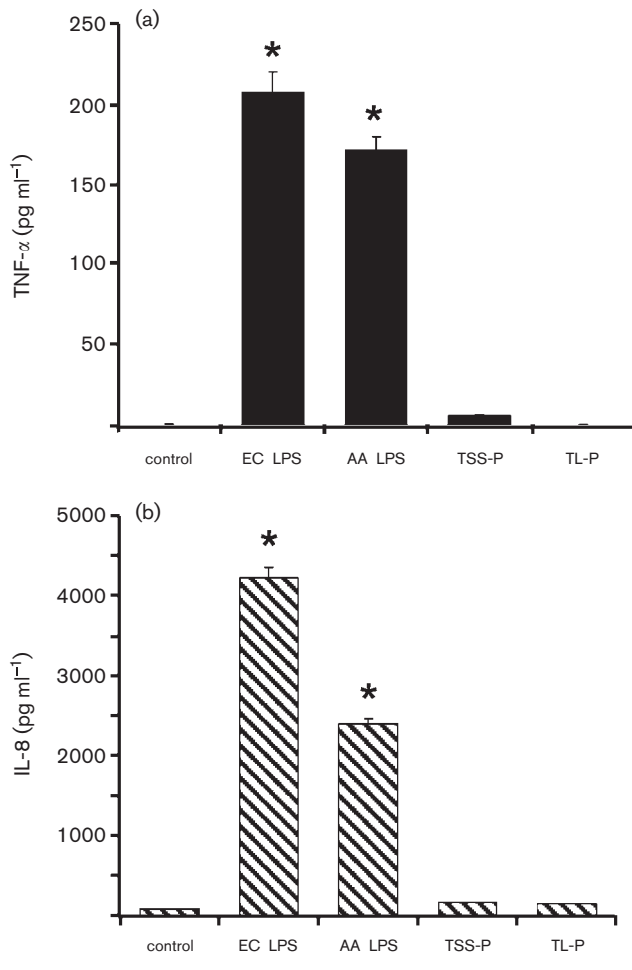 (a)
250
200
150
100
50
TNF-α (pg ml⁻¹)
*
*
control EC LPS AA LPS TSS-P TL-P
(b)
5000
4000
3000
2000
1000
IL-8 (pg ml⁻¹)
*
*
control EC LPS AA LPS TSS-P TL-P